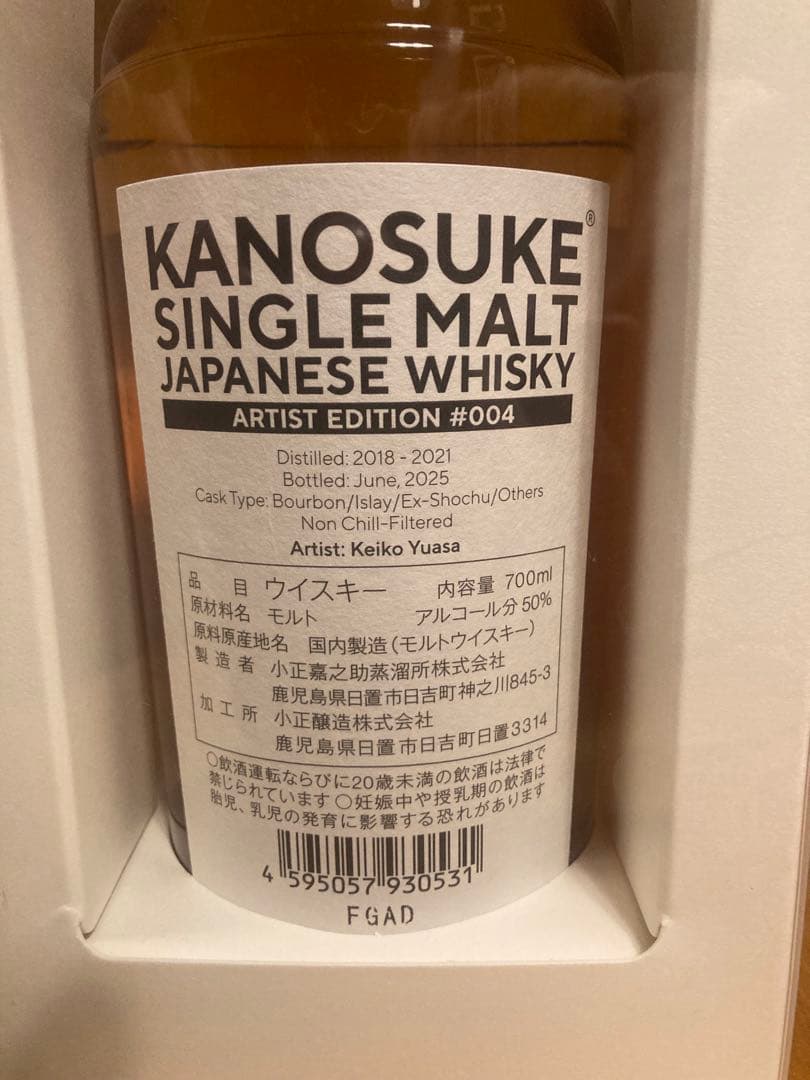 KANOSUKE®
SINGLE MALT
JAPANESE WHISKY
ARTIST EDITION #004
Distilled: 2018 - 2021
Bottled: June, 2025
Cask Type: Bourbon/Islay/Ex-Shochu/Others
Non Chill-Filtered
Artist: Keiko Yuasa
品目 ウイスキー 内容量 700ml
原材料名 モルト アルコール分 50%
原料原産地名 国内製造（モルトウイスキー）
製造者 小正嘉之助蒸溜所株式会社
鹿児島県日置市日吉町神之川845-3
加工所 小正醸造株式会社
鹿児島県日置市日吉町日置3314
○飲酒運転ならびに20歳未満の飲酒は法律で
禁じられています ○妊娠中や授乳期の飲酒は
胎児、乳児の発育に影響する恐れがあります
4 595057 930531
FGAD